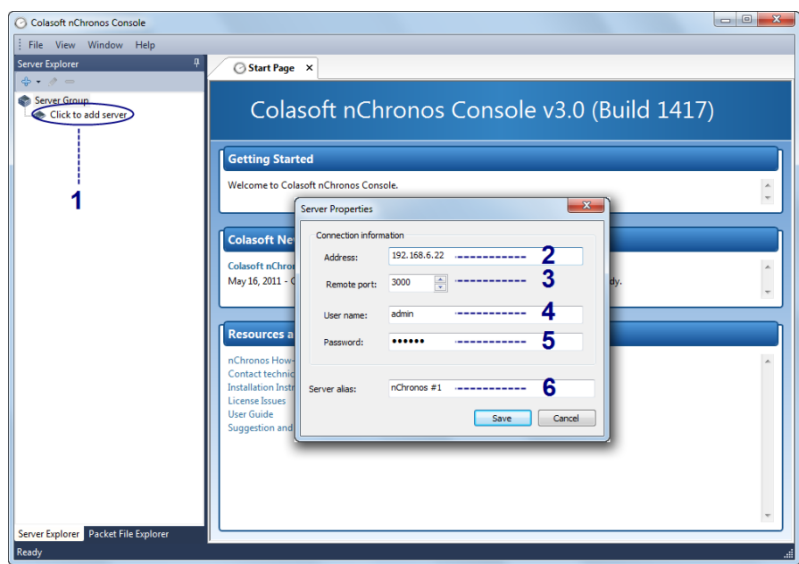 Colasoft nChronos Console
File View Window Help
Server Explorer
Start Page X
Server Group
Click to add server
1
Colasoft nChronos Console v3.0 (Build 1417)
Getting Started
Welcome to Colasoft nChronos Console.
Server Properties
Connection information
Address: 192.168.6.22 2
Remote port: 3000 3
User name: admin 4
Password: •••••• 5
Server alias: nChronos #1 6
Save Cancel
Colasoft Ne
Colasoft nChro
May 16, 2011 - dy.
Resources a
nChronos How-
Contact technic
Installation Instr
License Issues
User Guide
Suggestion and
Server Explorer Packet File Explorer
Ready